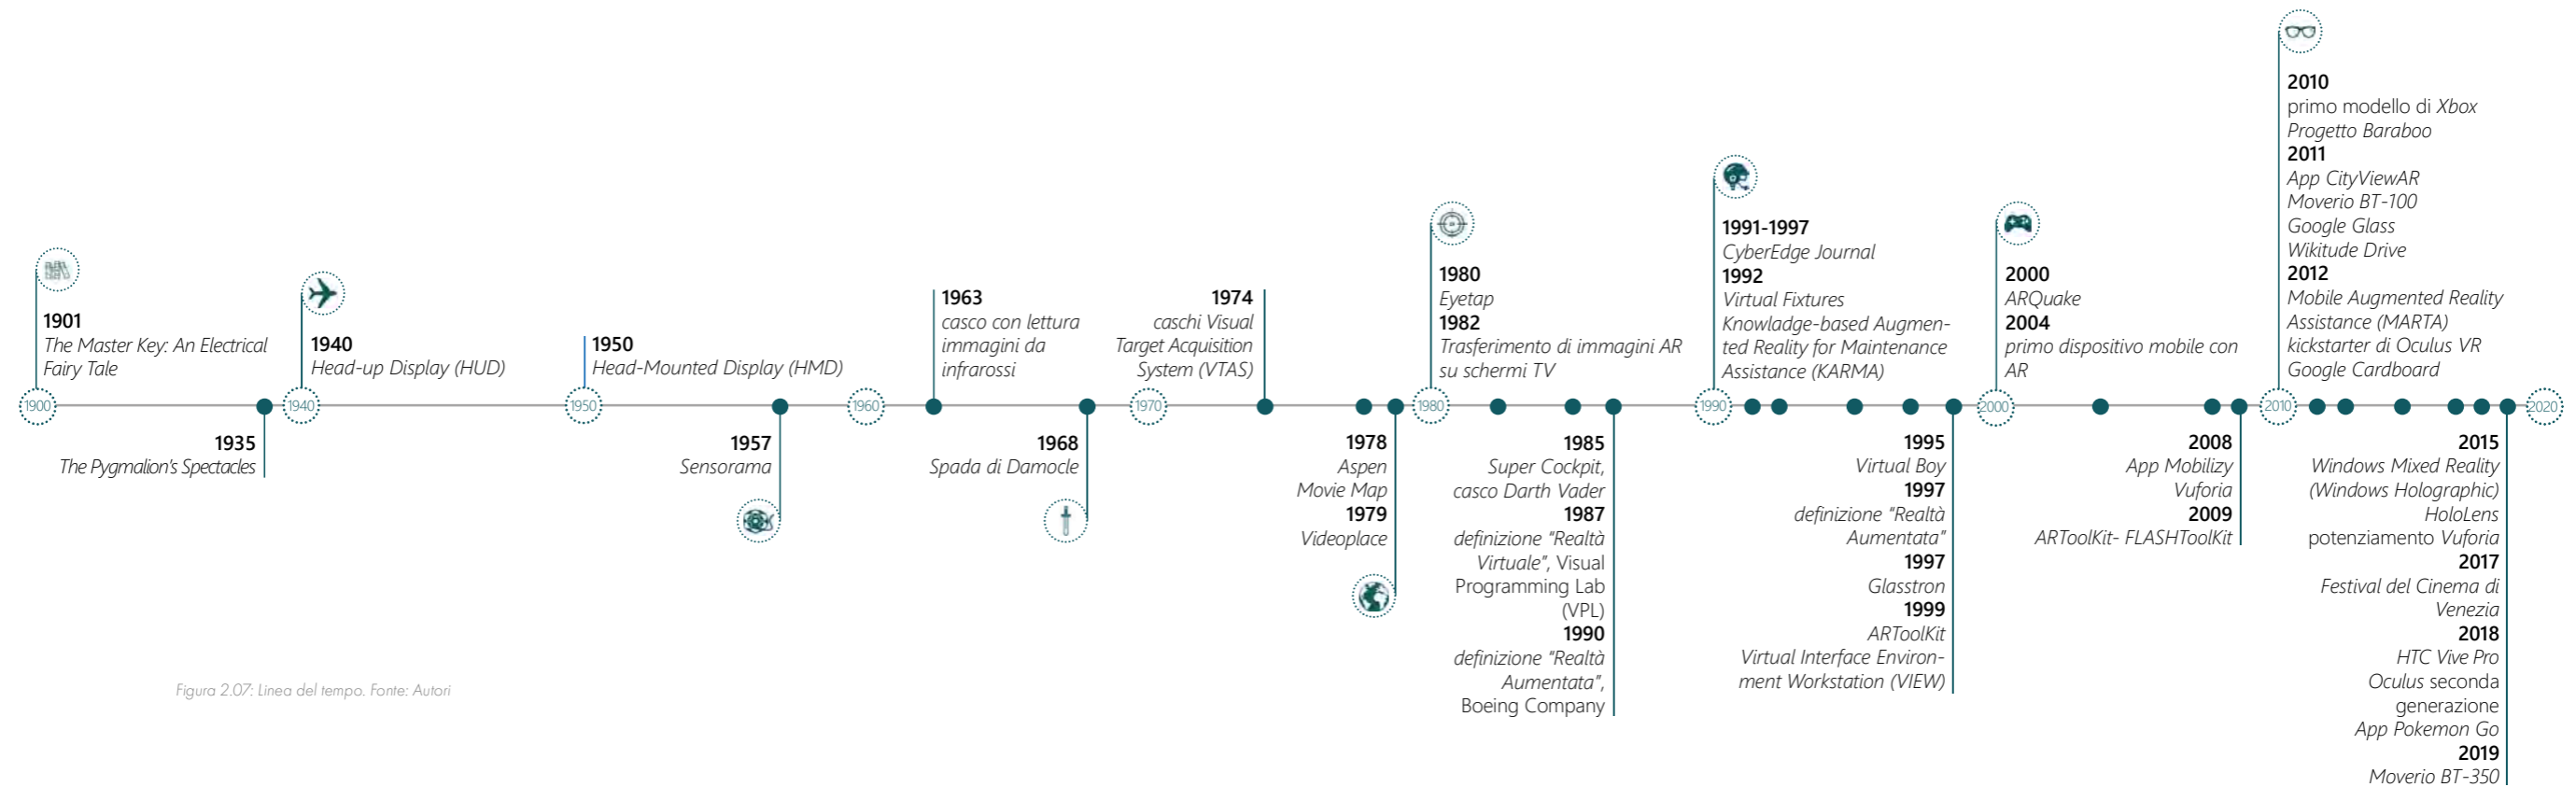 1901
The Master Key: An Electrical
Fairy Tale
1940
Head-up Display (HUD)
1950
Head-Mounted Display (HMD)
1963
casco con lettura
immagini da
infrarossi
1974
caschi Visual
Target Acquisition
System (VTAS)
1980
Eyetap
1982
Trasferimento di immagini AR
su schermi TV
1991-1997
CyberEdge Journal
1992
Virtual Fixtures
Knowladge-based Augmen-
ted Reality for Maintenance
Assistance (KARMA)
2000
ARQuake
2004
primo dispositivo mobile con
AR
2010
primo modello di Xbox
Progetto Baraboo
2011
App CityViewAR
Moverio BT-100
Google Glass
Wikitude Drive
2012
Mobile Augmented Reality
Assistance (MARTA)
kickstarter di Oculus VR
Google Cardboard
1900
1940
1950
1960
1970
1980
1990
2000
2010
2020
1935
The Pygmalion's Spectacles
1957
Sensorama
1968
Spada di Damocle
1978
Aspen
Movie Map
1979
Videoplace
1985
Super Cockpit,
casco Darth Vader
1987
definizione "Realtà
Virtuale", Visual
Programming Lab
(VPL)
1990
definizione "Realtà
Aumentata",
Boeing Company
1995
Virtual Boy
1997
definizione "Realtà
Aumentata"
1997
Glasstron
1999
ARToolKit
Virtual Interface Environ-
ment Workstation (VIEW)
2008
App Mobilizy
Vuforia
2009
ARToolKit- FLASHToolKit
2015
Windows Mixed Reality
(Windows Holographic)
HoloLens
potenziamento Vuforia
2017
Festival del Cinema di
Venezia
2018
HTC Vive Pro
Oculus seconda
generazione
App Pokemon Go
2019
Moverio BT-350
Figura 2.07: Linea del tempo. Fonte: Autori